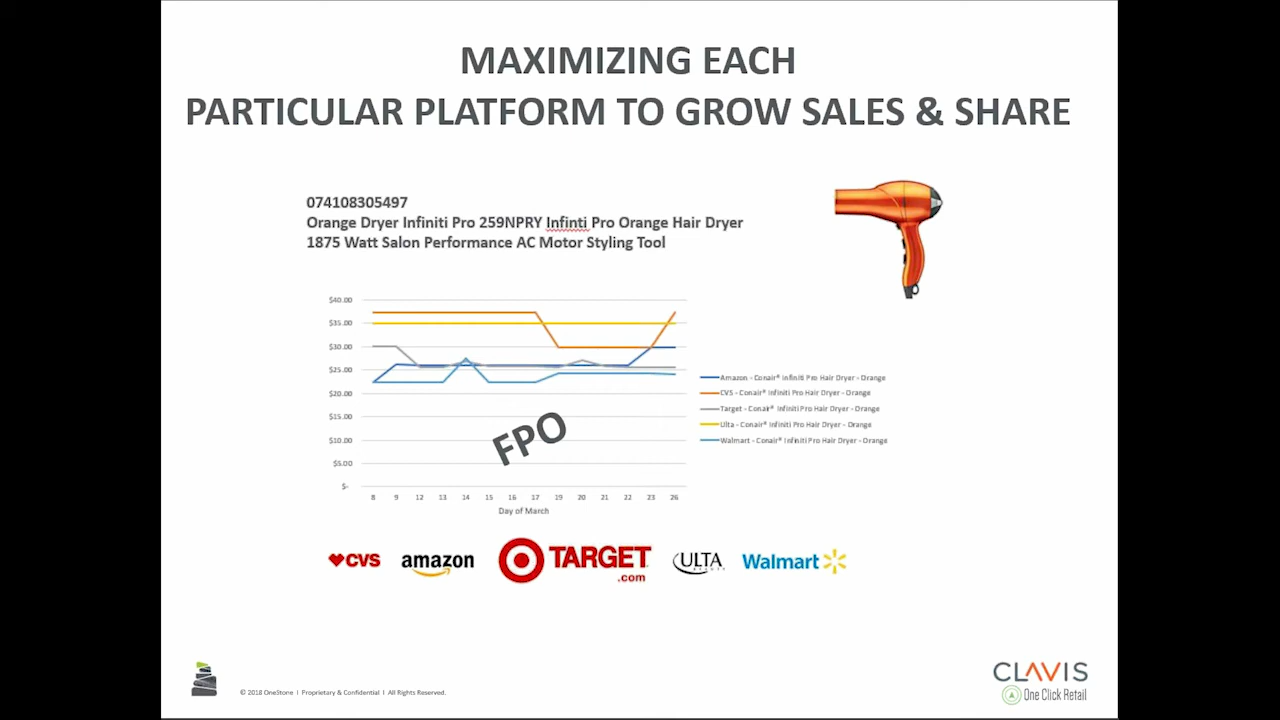 MAXIMIZING EACH
PARTICULAR PLATFORM TO GROW SALES & SHARE
074108305497
Orange Dryer Infiniti Pro 259NPRY Infinti Pro Orange Hair Dryer
1875 Watt Salon Performance AC Motor Styling Tool
$40.00
$35.00
$30.00
$25.00
$20.00
$15.00
$10.00
$5.00
$-
8 9 12 13 14 15 16 17 19 20 21 22 23 26
Day of March
FPO
Amazon - Conair® Infiniti Pro Hair Dryer - Orange
CVS - Conair® Infiniti Pro Hair Dryer - Orange
Target - Conair® Infiniti Pro Hair Dryer - Orange
Ulta - Conair® Infiniti Pro Hair Dryer - Orange
Walmart - Conair® Infiniti Pro Hair Dryer - Orange
CVS
amazon
TARGET
.com
ULTA
BEAUTY
Walmart
© 2018 OneStone I Proprietary & Confidential I All Rights Reserved.
CLAVIS
One Click Retail